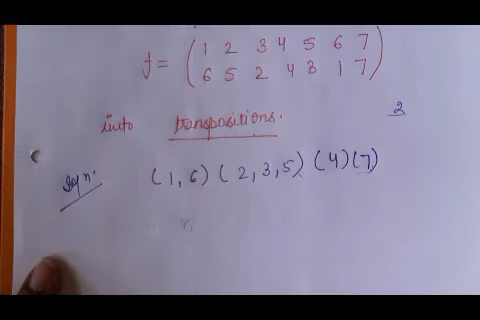 f = ( 1 2 3 4 5 6 7
6 5 2 4 3 1 7 )
into transpositions.
2
Soln. (1, 6) (2, 3, 5) (4) (7)